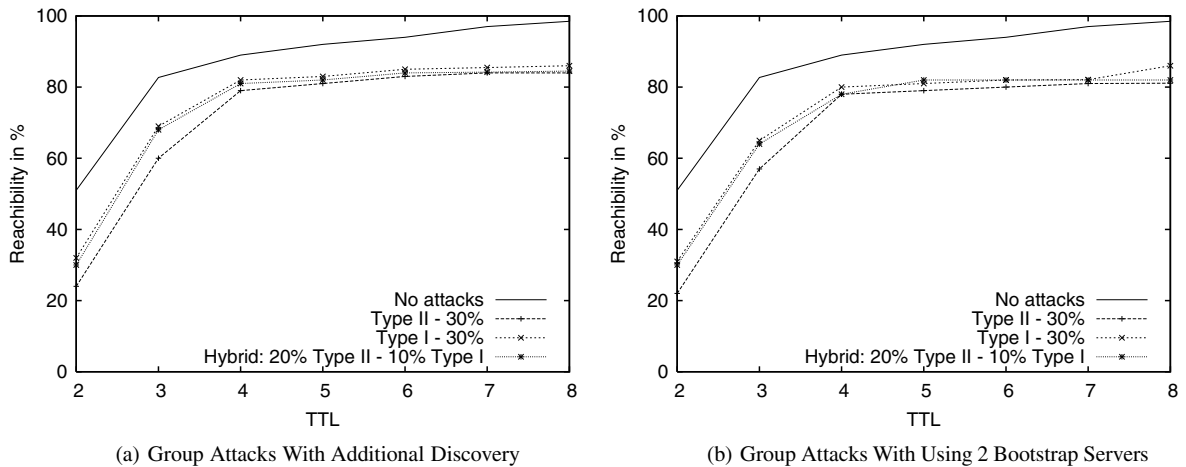 100
80
60
40
20
0
Reachibility in %
2 3 4 5 6 7 8
TTL
No attacks
Type II - 30%
Type I - 30%
Hybrid: 20% Type II - 10% Type I
(a) Group Attacks With Additional Discovery
100
80
60
40
20
0
Reachibility in %
2 3 4 5 6 7 8
TTL
No attacks
Type II - 30%
Type I - 30%
Hybrid: 20% Type II - 10% Type I
(b) Group Attacks With Using 2 Bootstrap Servers